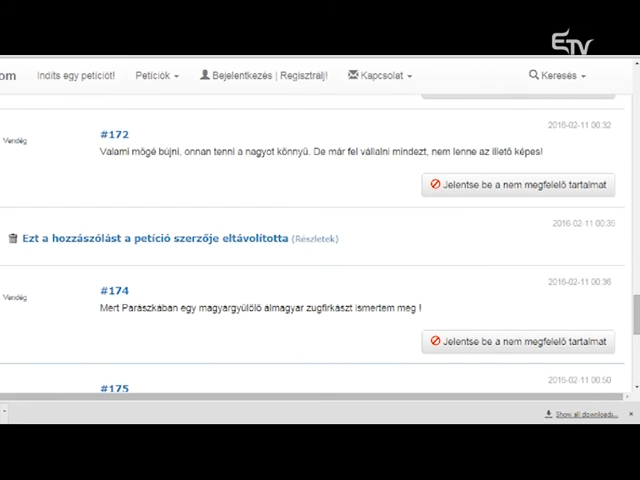 ETV
om Indíts egy petíciót! Petíciók Bejelentkezés | Regisztrálj! Kapcsolat Keresés
2016-02-11 00:32
Vendég #172
Valami mögé bújni, onnan tenni a nagyot könnyű. De már fel vállalni mindezt, nem lenne az illető képes!
Jelentse be a nem megfelelő tartalmat
2016-02-11 00:35
Ezt a hozzászólást a petíció szerzője eltávolította (Részletek)
2016-02-11 00:36
Vendég #174
Mert Parászkában egy magyargyűlölő álmagyar zugfirkászt ismertem meg !
Jelentse be a nem megfelelő tartalmat
2016-02-11 00:50
#175
Show all downloads...